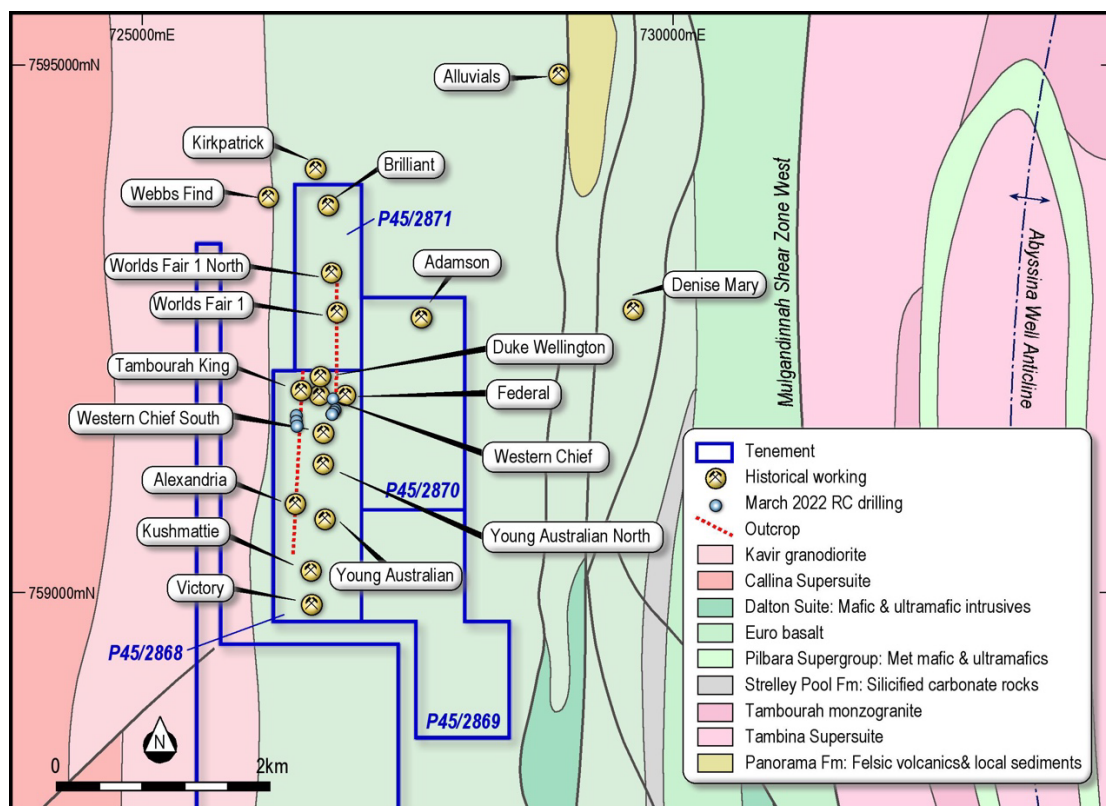 725000mE
730000mE
7595000mN
Alluvials
Kirkpatrick
Brilliant
Webbs Find
P45/2871
Mulgandinnah Shear Zone West
Abyssina Well Anticline
Worlds Fair 1 North
Adamson
Worlds Fair 1
Denise Mary
Duke Wellington
Tambourah King
Federal
Western Chief South
Western Chief
Alexandria
P45/2870
Kushmattie
Young Australian North
Young Australian
Victory
759000mN
P45/2868
P45/2869
N
0
2km
Tenement
Historical working
March 2022 RC drilling
Outcrop
Kavir granodiorite
Callina Supersuite
Dalton Suite: Mafic & ultramafic intrusives
Euro basalt
Pilbara Supergroup: Met mafic & ultramafics
Strelley Pool Fm: Silicified carbonate rocks
Tambourah monzogranite
Tambina Supersuite
Panorama Fm: Felsic volcanics& local sediments